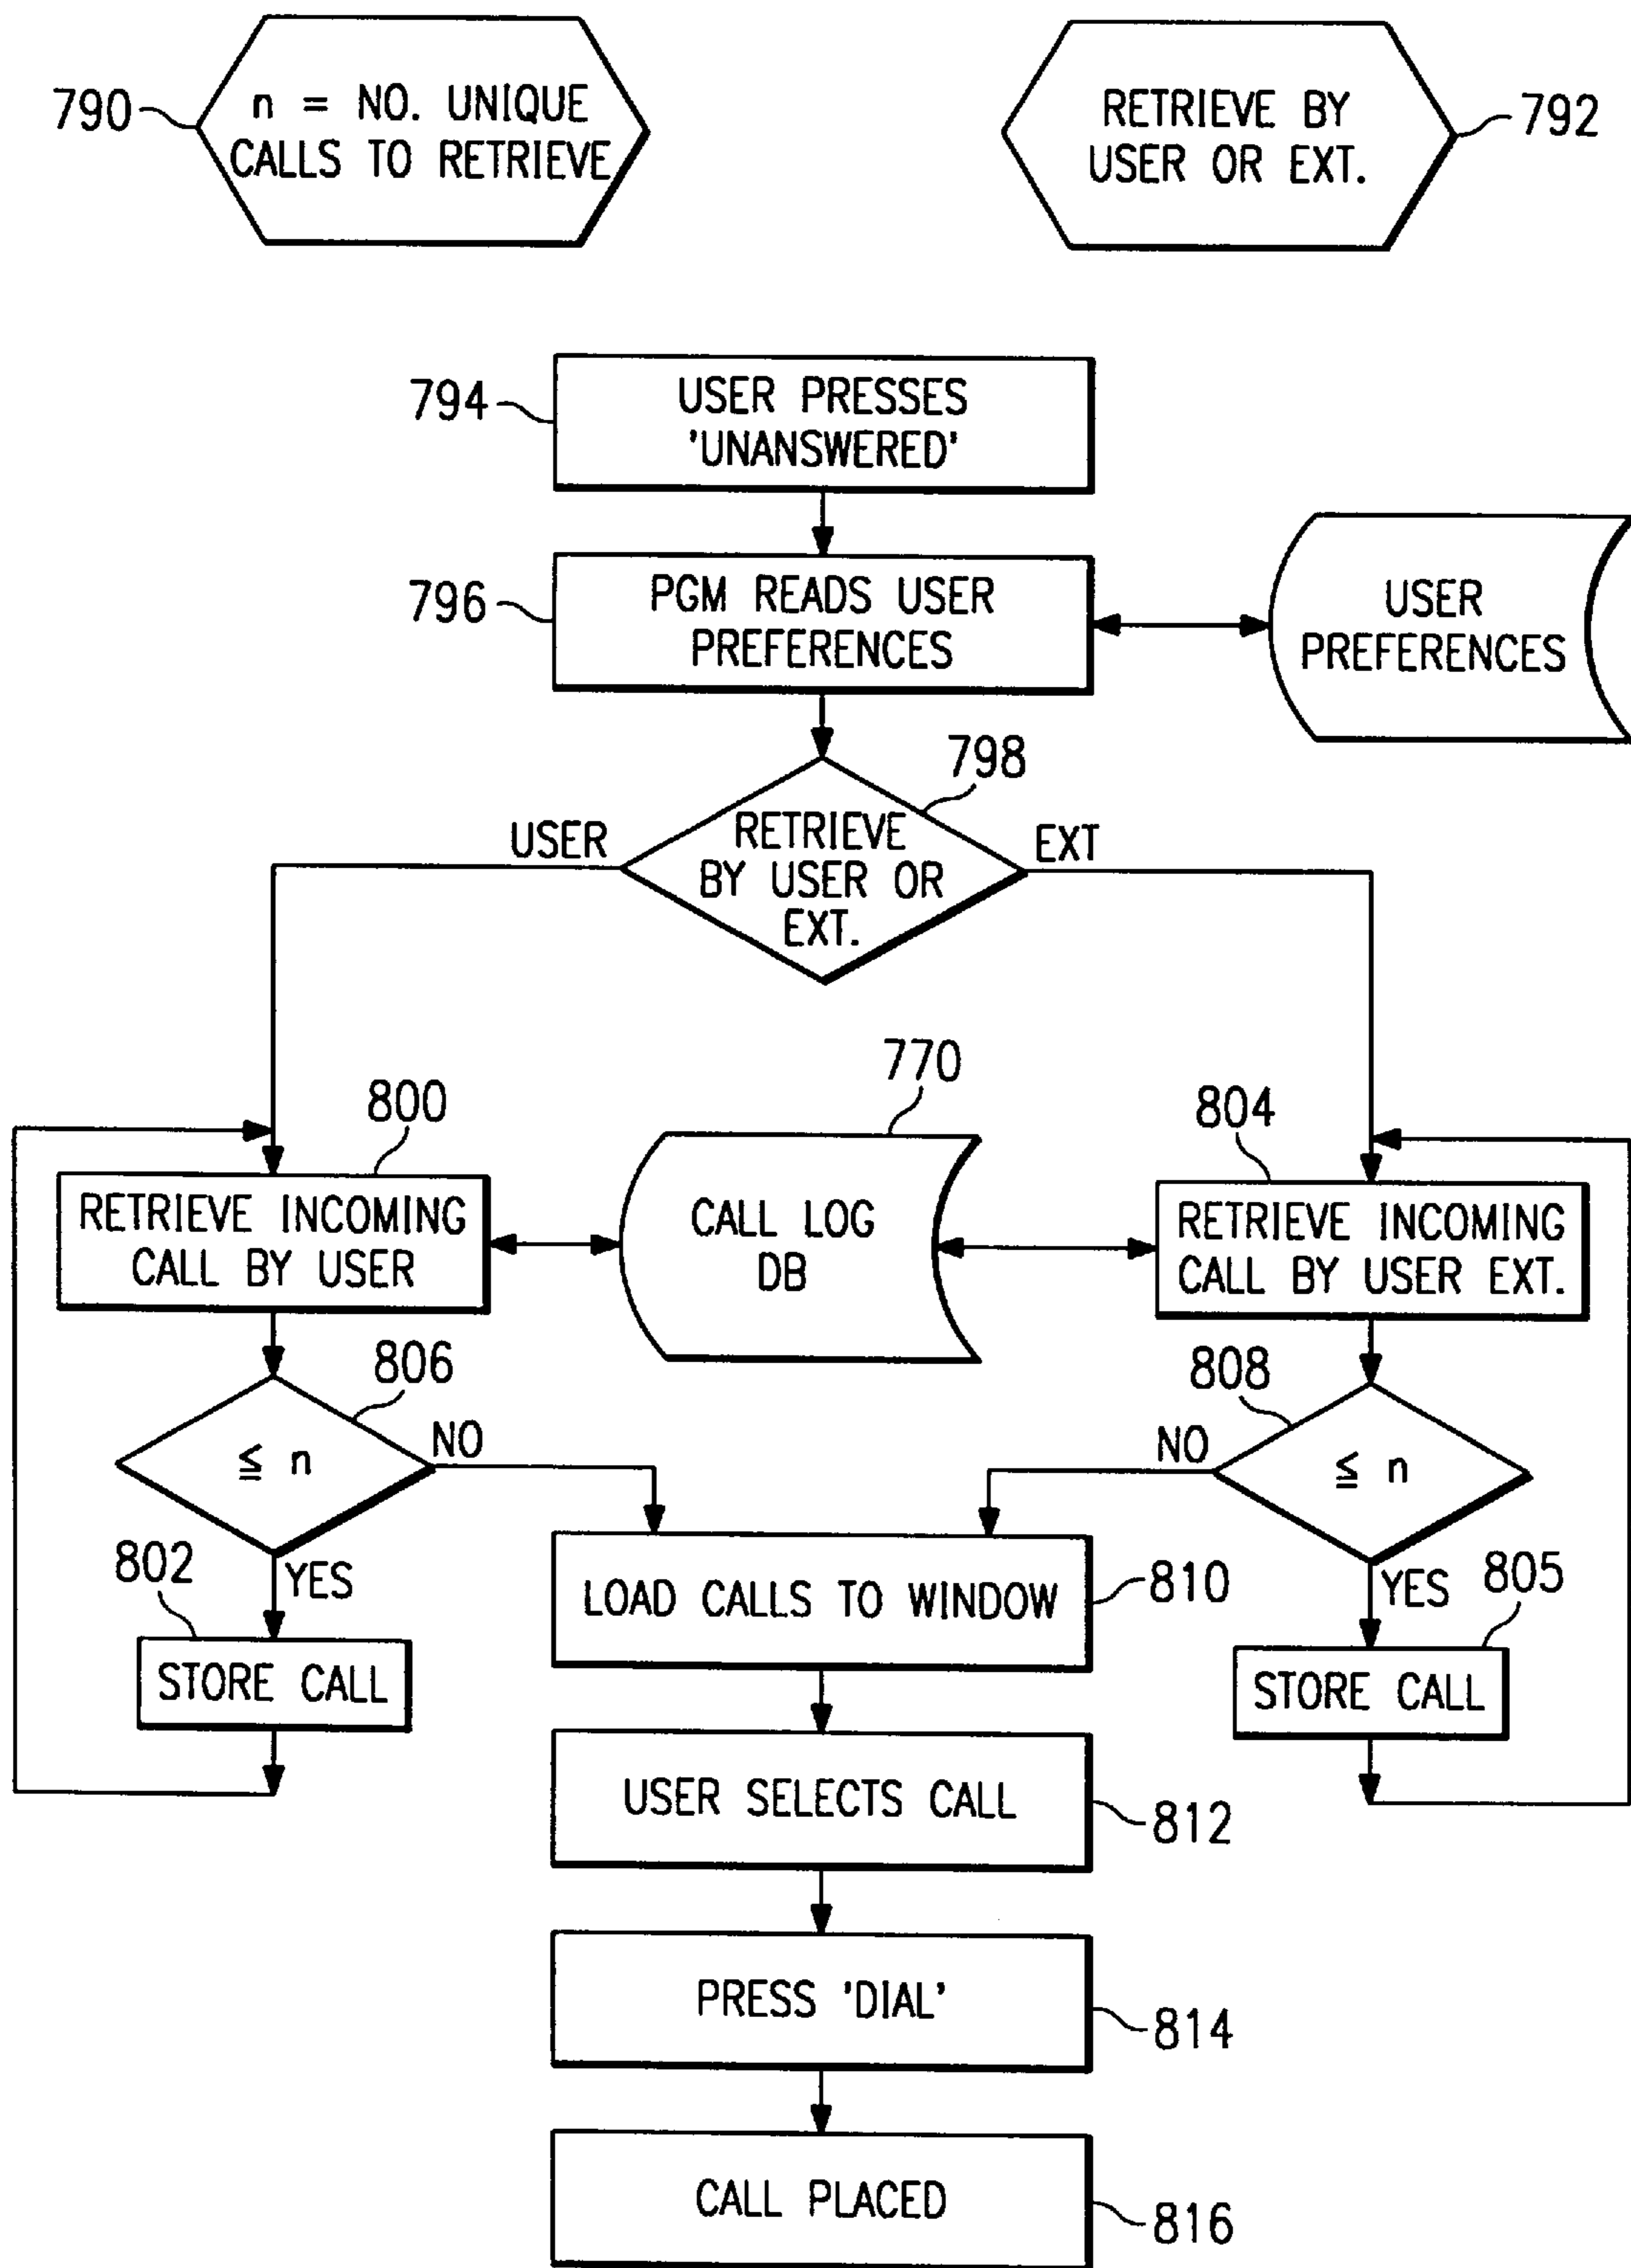 790
n = NO. UNIQUE
CALLS TO RETRIEVE
RETRIEVE BY
USER OR EXT.
792
794
USER PRESSES
'UNANSWERED'
796
PGM READS USER
PREFERENCES
USER
PREFERENCES
798
USER
RETRIEVE
BY USER OR
EXT.
EXT
800
770
804
RETRIEVE INCOMING
CALL BY USER
CALL LOG
DB
RETRIEVE INCOMING
CALL BY USER EXT.
806
≦ n
NO
808
NO
≦ n
802
YES
STORE CALL
LOAD CALLS TO WINDOW
810
YES
805
STORE CALL
USER SELECTS CALL
812
PRESS 'DIAL'
814
CALL PLACED
816